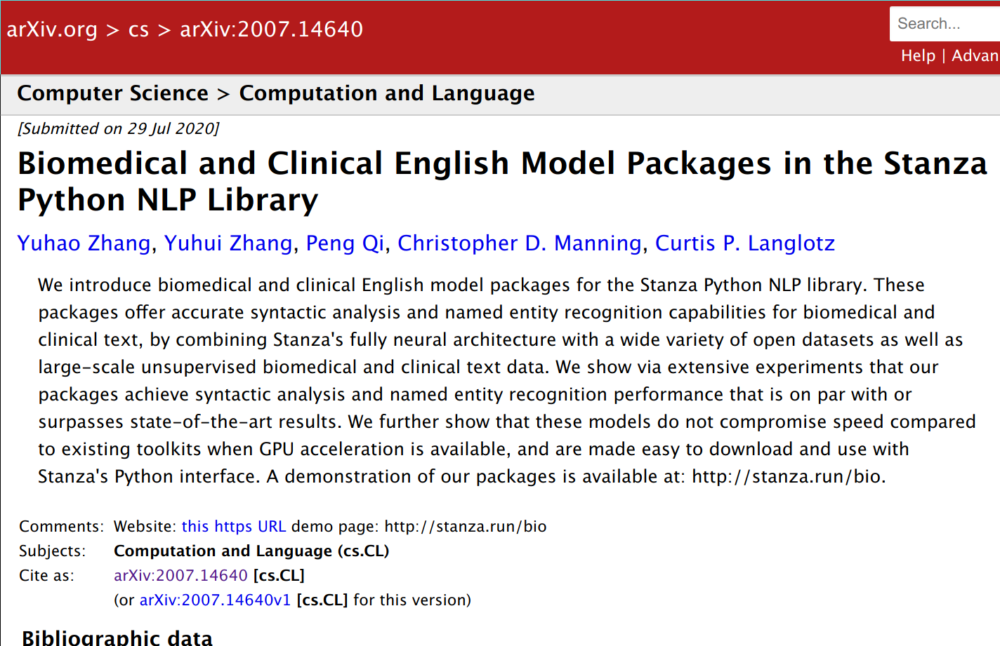 arXiv.org > cs > arXiv:2007.14640
Search...
Help | Advan
Computer Science > Computation and Language
[Submitted on 29 Jul 2020]
Biomedical and Clinical English Model Packages in the Stanza
Python NLP Library
Yuhao Zhang, Yuhui Zhang, Peng Qi, Christopher D. Manning, Curtis P. Langlotz
We introduce biomedical and clinical English model packages for the Stanza Python NLP library. These
packages offer accurate syntactic analysis and named entity recognition capabilities for biomedical and
clinical text, by combining Stanza's fully neural architecture with a wide variety of open datasets as well as
large-scale unsupervised biomedical and clinical text data. We show via extensive experiments that our
packages achieve syntactic analysis and named entity recognition performance that is on par with or
surpasses state-of-the-art results. We further show that these models do not compromise speed compared
to existing toolkits when GPU acceleration is available, and are made easy to download and use with
Stanza's Python interface. A demonstration of our packages is available at: http://stanza.run/bio.
Comments: Website: this https URL demo page: http://stanza.run/bio
Subjects: Computation and Language (cs.CL)
Cite as: arXiv:2007.14640 [cs.CL]
(or arXiv:2007.14640v1 [cs.CL] for this version)
Bibliographic data